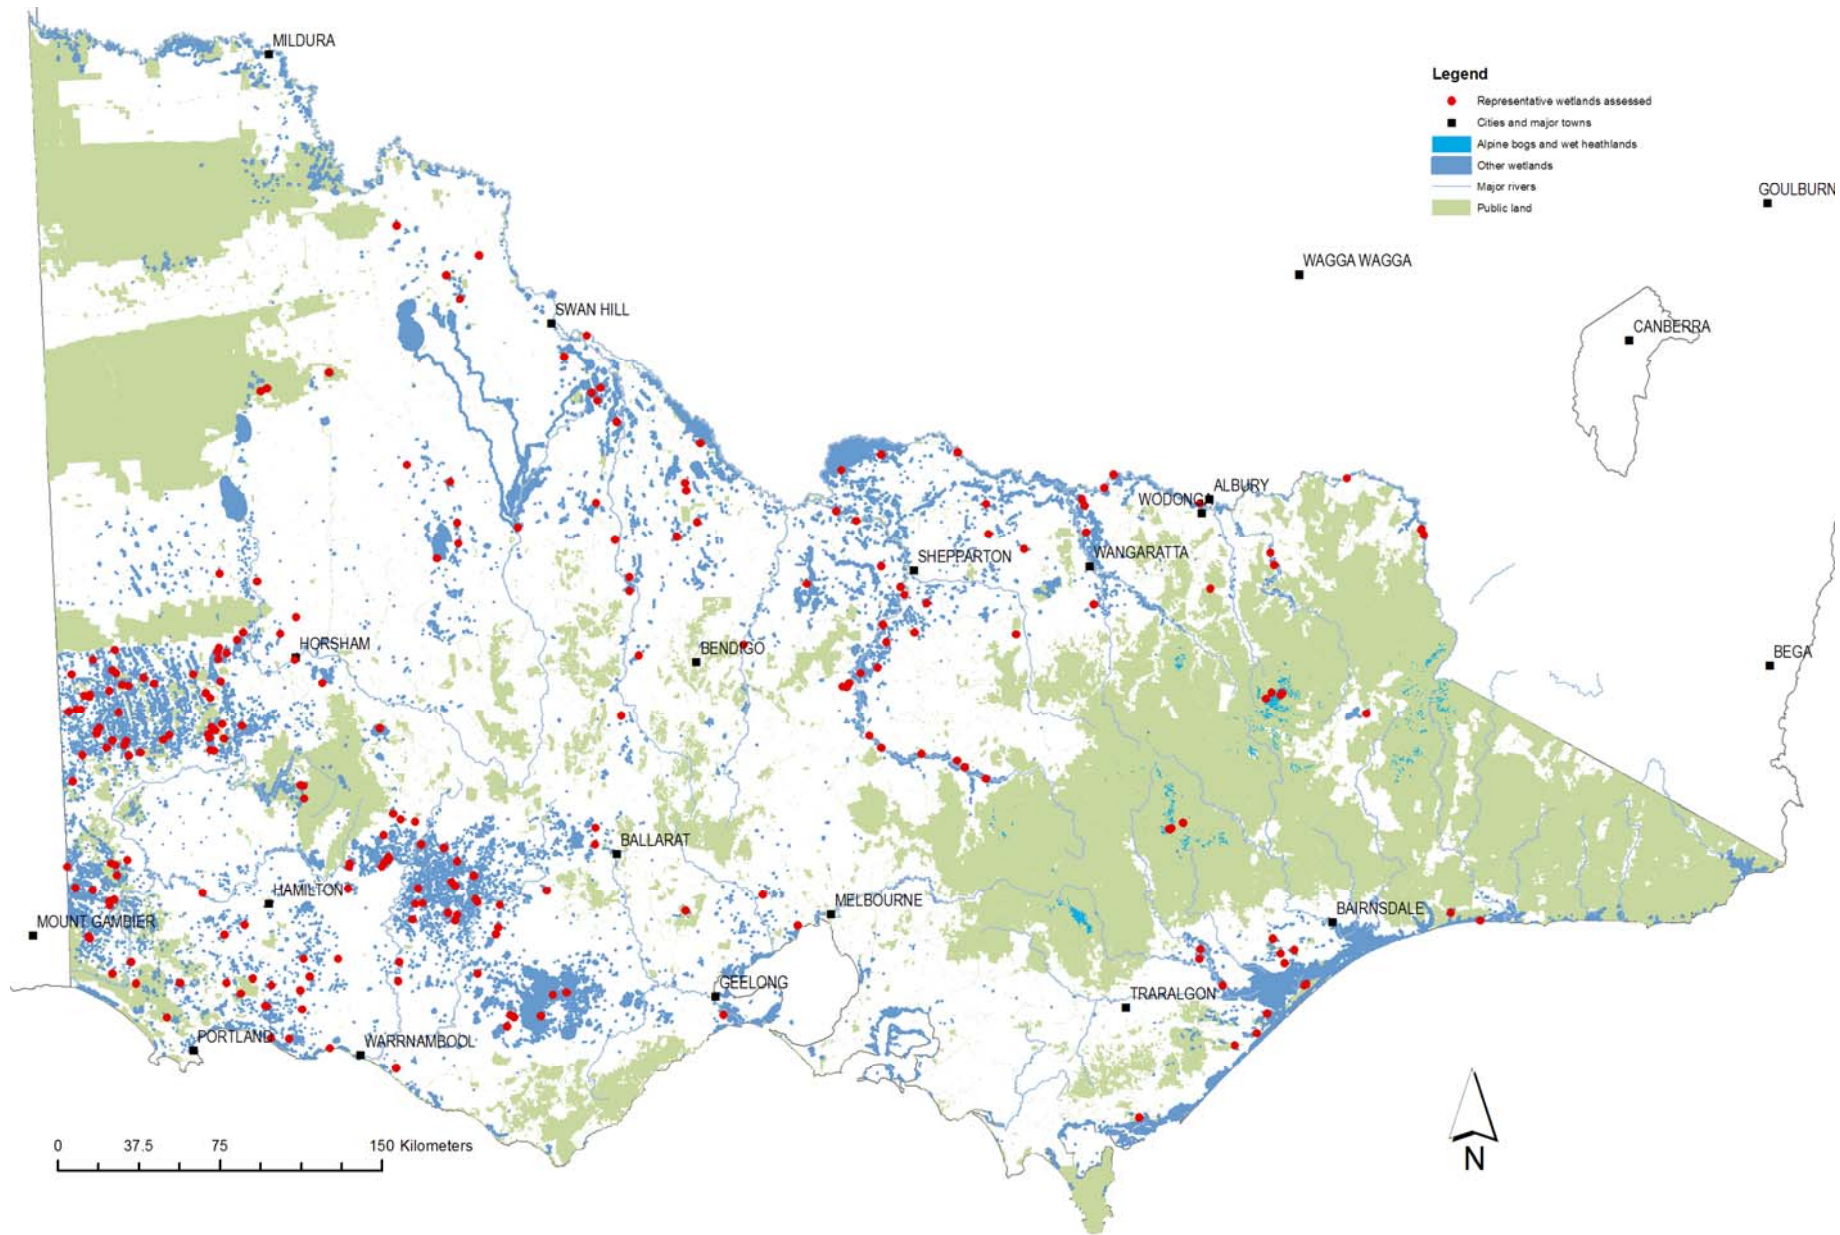 MILDURA
Legend
Representative wetlands assessed
Cities and major towns
Alpine bogs and wet heathlands
Other wetlands
Major rivers
Public land
GOULBURN
WAGGA WAGGA
SWAN HILL
CANBERRA
ALBURY
WODONGA
SHEPPARTON
WANGARATTA
HORSHAM
BENDIGO
BEGA
BALLARAT
HAMILTON
MELBOURNE
MOUNT GAMBIER
BAIRNSDALE
GEELONG
TRARALGON
PORTLAND
WARRNAMBOOL
0 37.5 75 150 Kilometers
N